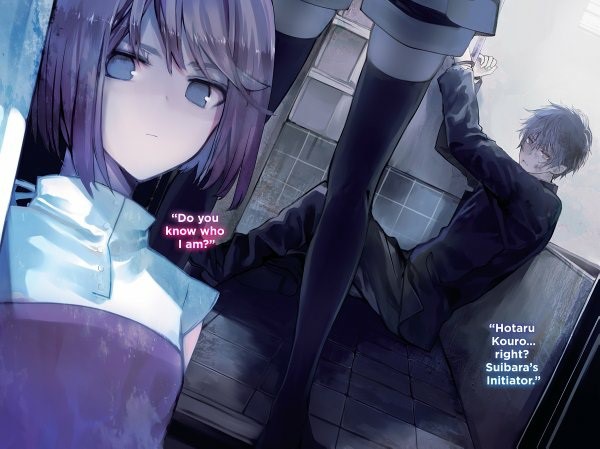 “Do you
know who
I am?”
“Hotaru
Kouro...
right?
Suibara’s
Initiator.”